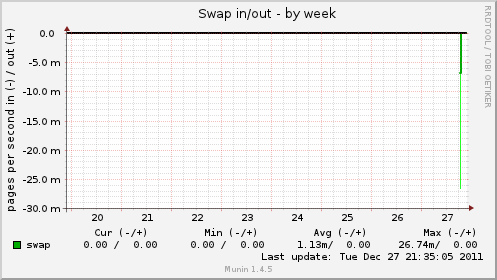 Swap in/out - by week
RRDTOOL / TOBI OETIKER
pages per second in (-) / out (+)
0.0
-5.0 m
-10.0 m
-15.0 m
-20.0 m
-25.0 m
-30.0 m
20 21 22 23 24 25 26 27
Cur (-/+) Min (-/+) Avg (-/+) Max (-/+)
swap 0.00 / 0.00 0.00 / 0.00 1.13m/ 0.00 26.74m/ 0.00
Last update: Tue Dec 27 21:35:05 2011
Munin 1.4.5